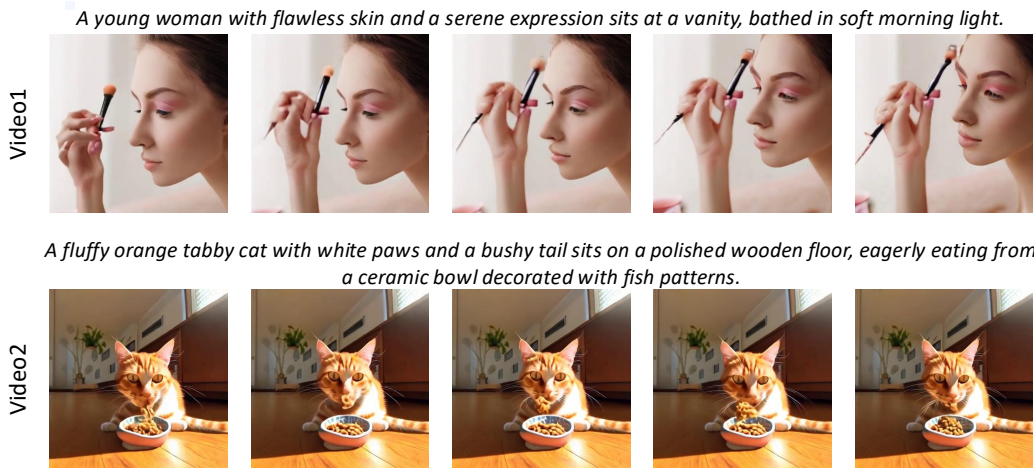 A young woman with flawless skin and a serene expression sits at a vanity, bathed in soft morning light.
Video1
A fluffy orange tabby cat with white paws and a bushy tail sits on a polished wooden floor, eagerly eating from
a ceramic bowl decorated with fish patterns.
Video2